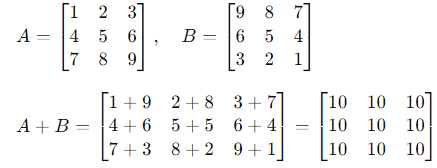 A = [1 2 3
4 5 6
7 8 9] , B = [9 8 7
6 5 4
3 2 1]
A + B = [1 + 9 2 + 8 3 + 7
4 + 6 5 + 5 6 + 4
7 + 3 8 + 2 9 + 1] = [10 10 10
10 10 10
10 10 10]